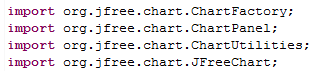 import org.jfree.chart.ChartFactory;
import org.jfree.chart.ChartPanel;
import org.jfree.chart.ChartUtilities;
import org.jfree.chart.JFreeChart;